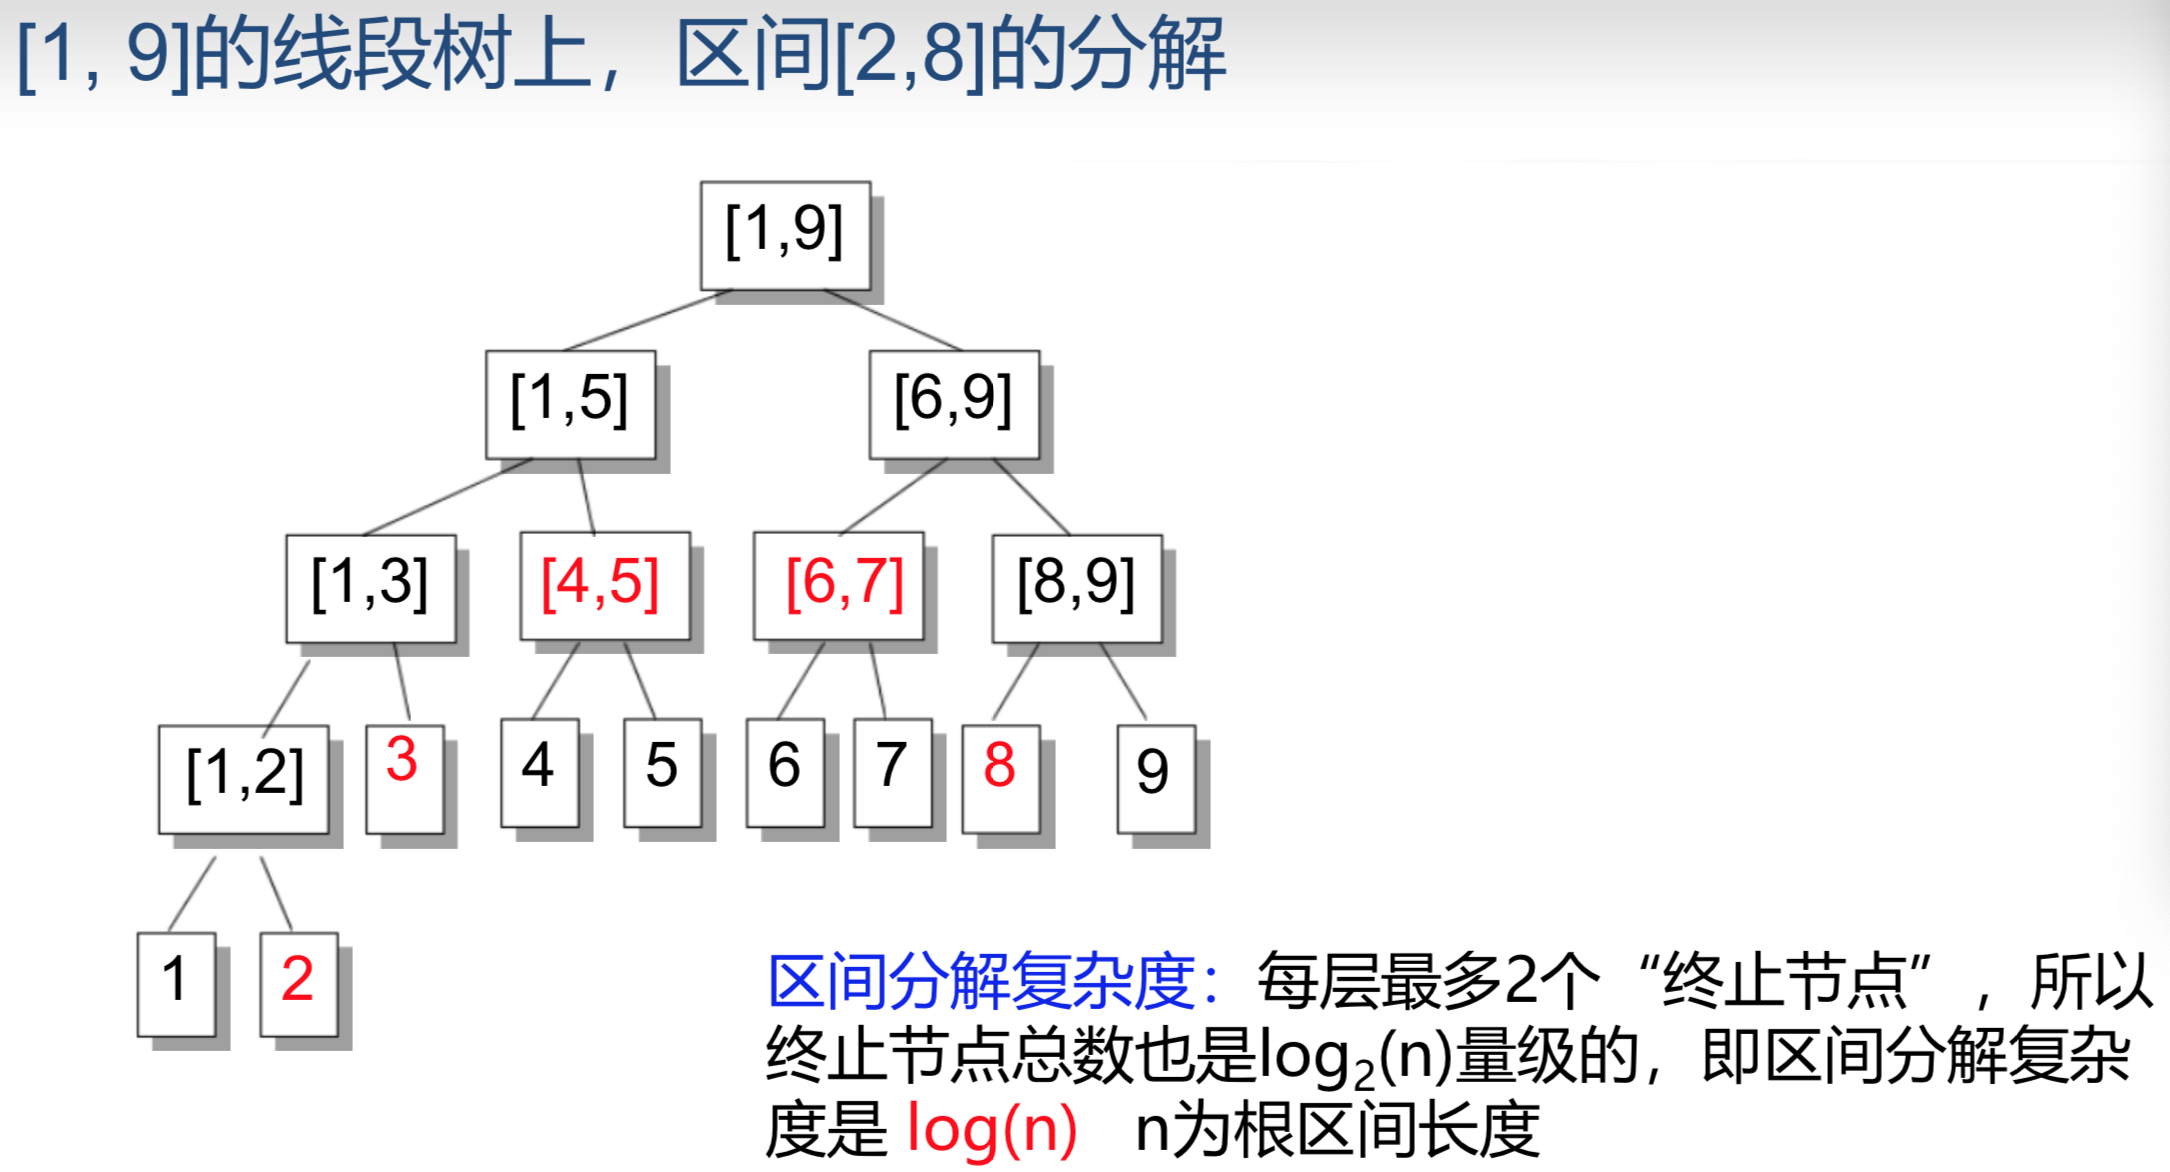 [1, 9]的线段树上，区间[2,8]的分解
[1,9]
[1,5] [6,9]
[1,3] [4,5] [6,7] [8,9]
[1,2] 3 4 5 6 7 8 9
1 2
区间分解复杂度：每层最多2个“终止节点”，所以
终止节点总数也是log₂(n)量级的，即区间分解复杂
度是 log(n) n为根区间长度